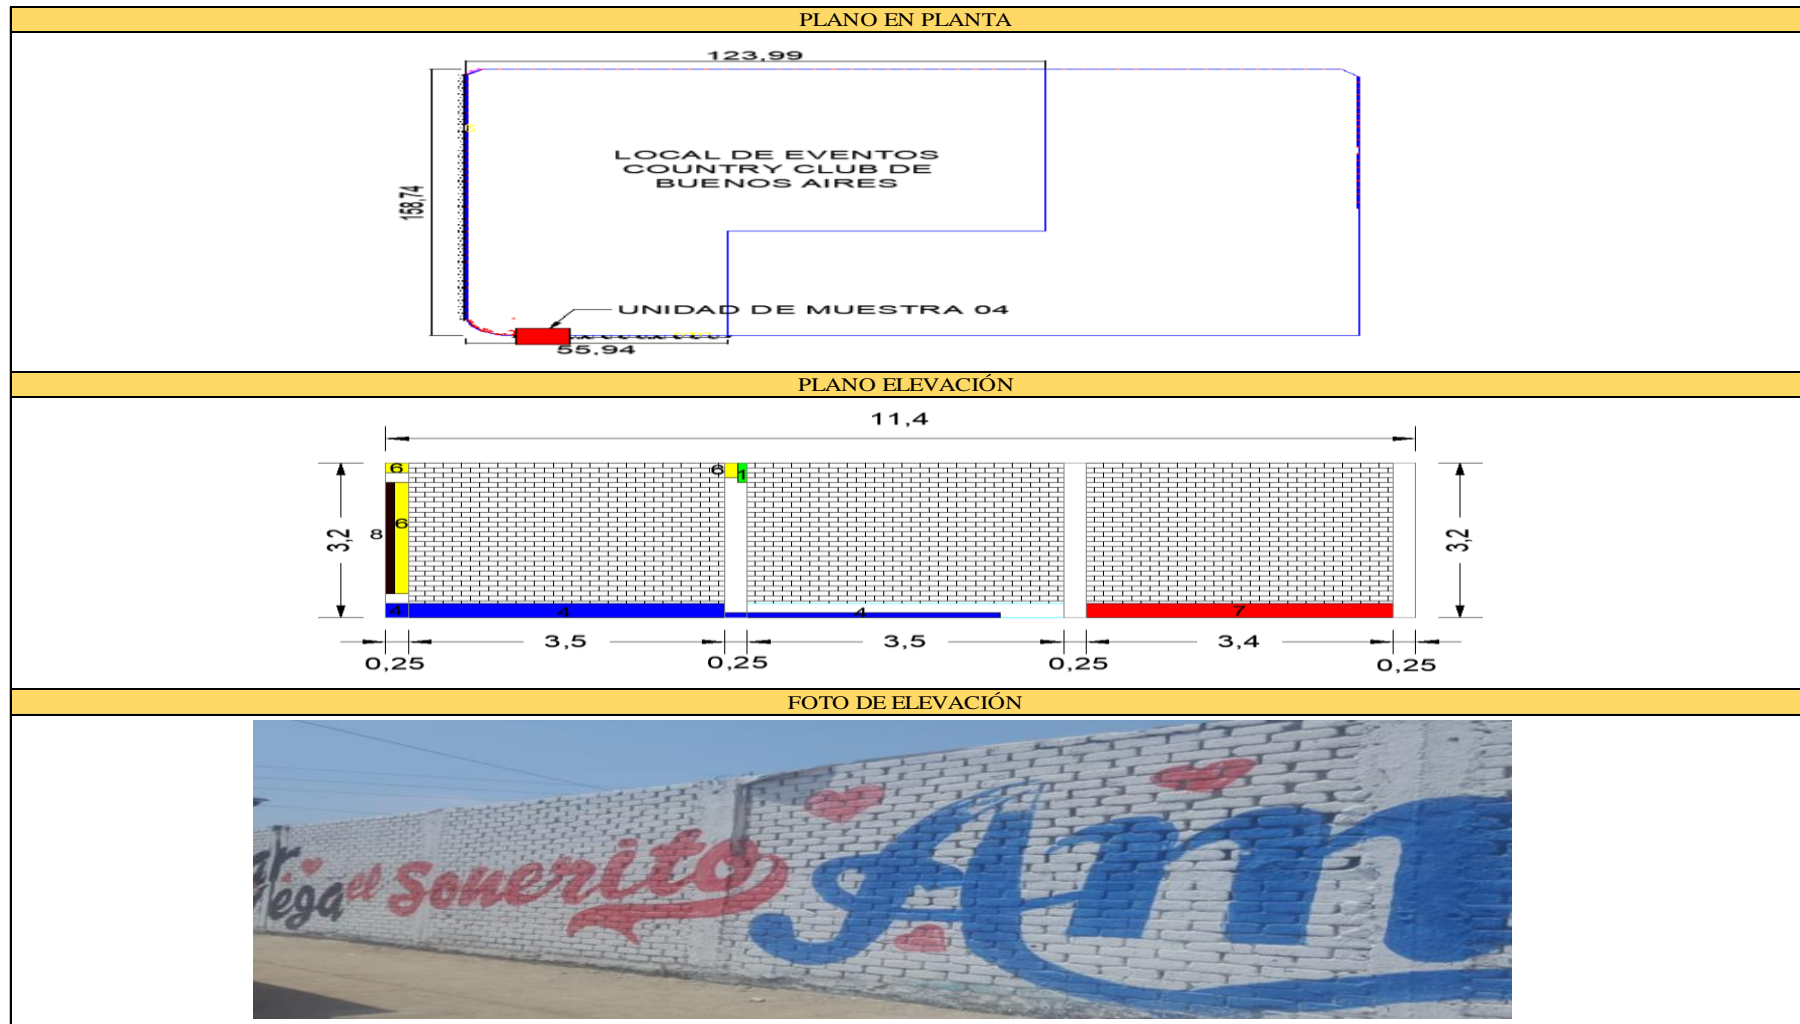 PLANO EN PLANTA
123,99
158,74
LOCAL DE EVENTOS
COUNTRY CLUB DE
BUENOS AIRES
UNIDAD DE MUESTRA 04
55,94
PLANO ELEVACIÓN
11,4
3,2
6
8
6
4
4
6
1
4
7
3,2
0,25
3,5
0,25
3,5
0,25
3,4
0,25
FOTO DE ELEVACIÓN
el Sonerito
Am